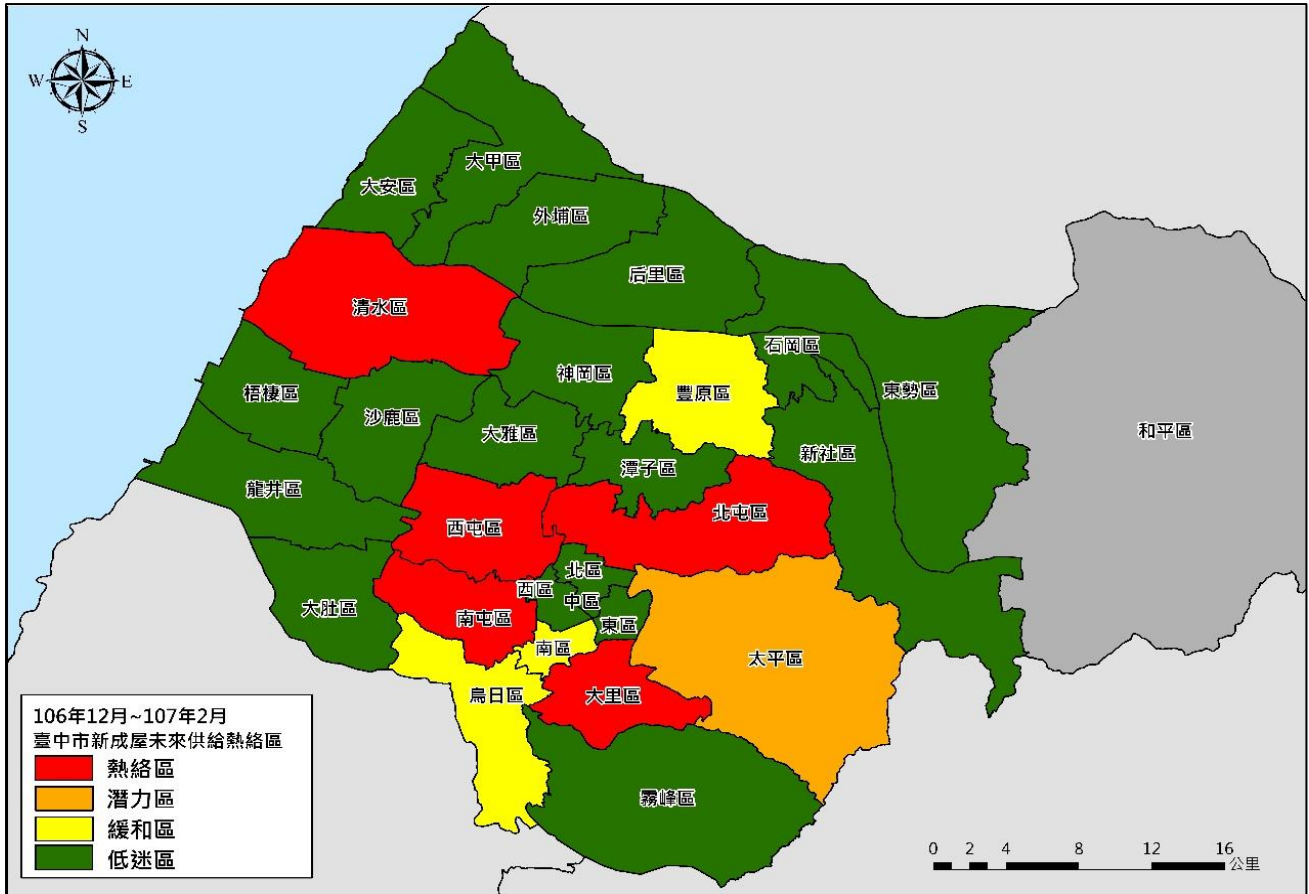 N
W E
S
大甲區
大安區
外埔區
后里區
清水區
石岡區
神岡區
豐原區
東勢區
梧棲區
沙鹿區
大雅區
和平區
新社區
潭子區
龍井區
北屯區
西屯區
北區
西區
中區
大肚區
南屯區
東區
南區
太平區
烏日區
大里區
霧峰區
106年12月~107年2月
臺中市新成屋未來供給熱絡區
熱絡區
潛力區
緩和區
低迷區
0 2 4 8 12 16
公里